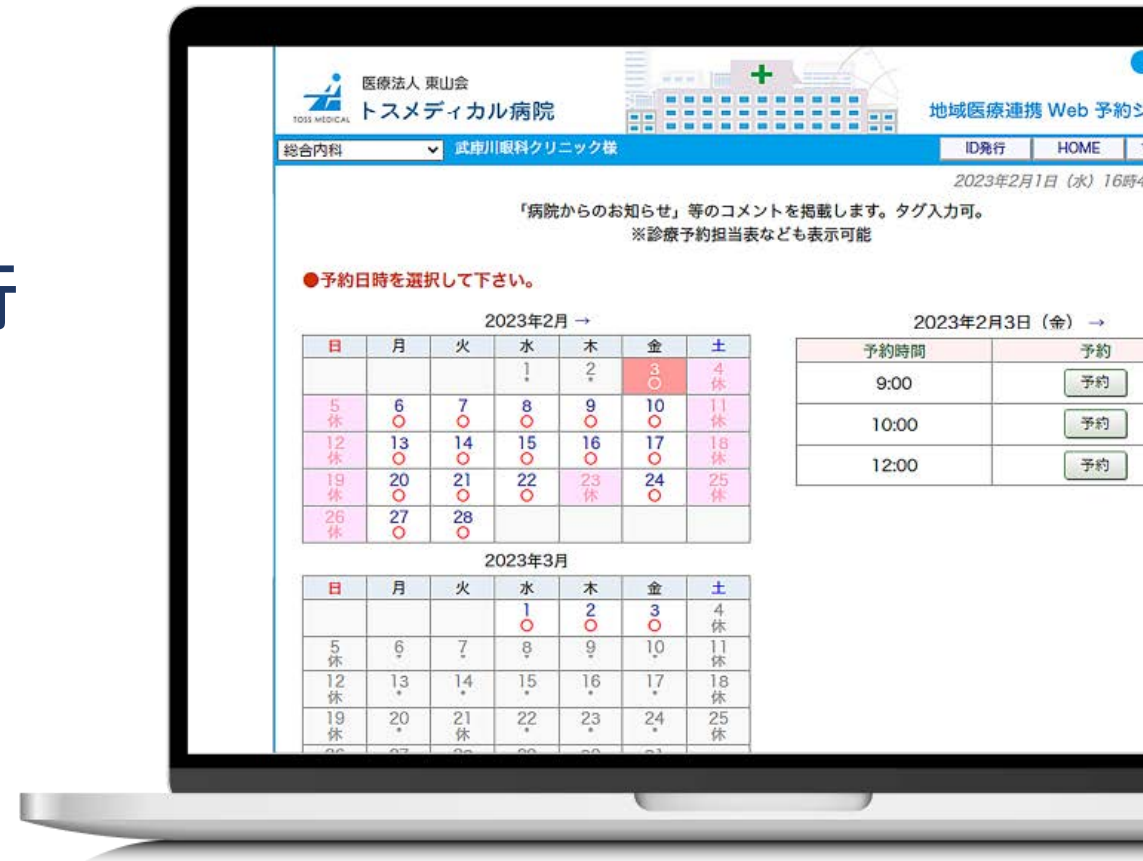 医療法人 東山会
トスメディカル病院
TOSS MEDICAL
地域医療連携 Web 予約シ
総合内科
武庫川眼科クリニック様
ID発行
HOME
2023年2月1日（水）16時4
「病院からのお知らせ」等のコメントを掲載します。タグ入力可。
※診療予約担当表なども表示可能
●予約日時を選択して下さい。
2023年2月 →
日 月 火 水 木 金 土
1 2 3 4
* * ○ 休
5 6 7 8 9 10 11
休 ○ ○ ○ ○ ○ 休
12 13 14 15 16 17 18
休 ○ ○ ○ ○ ○ 休
19 20 21 22 23 24 25
休 ○ ○ ○ 休 ○ 休
26 27 28
休 ○ ○
2023年3月
日 月 火 水 木 金 土
1 2 3 4
○ ○ ○ 休
5 6 7 8 9 10 11
休 * * * * * 休
12 13 14 15 16 17 18
休 * * * * * 休
19 20 21 22 23 24 25
休 * 休 * * * 休
2023年2月3日（金） →
予約時間 予約
9:00 予約
10:00 予約
12:00 予約